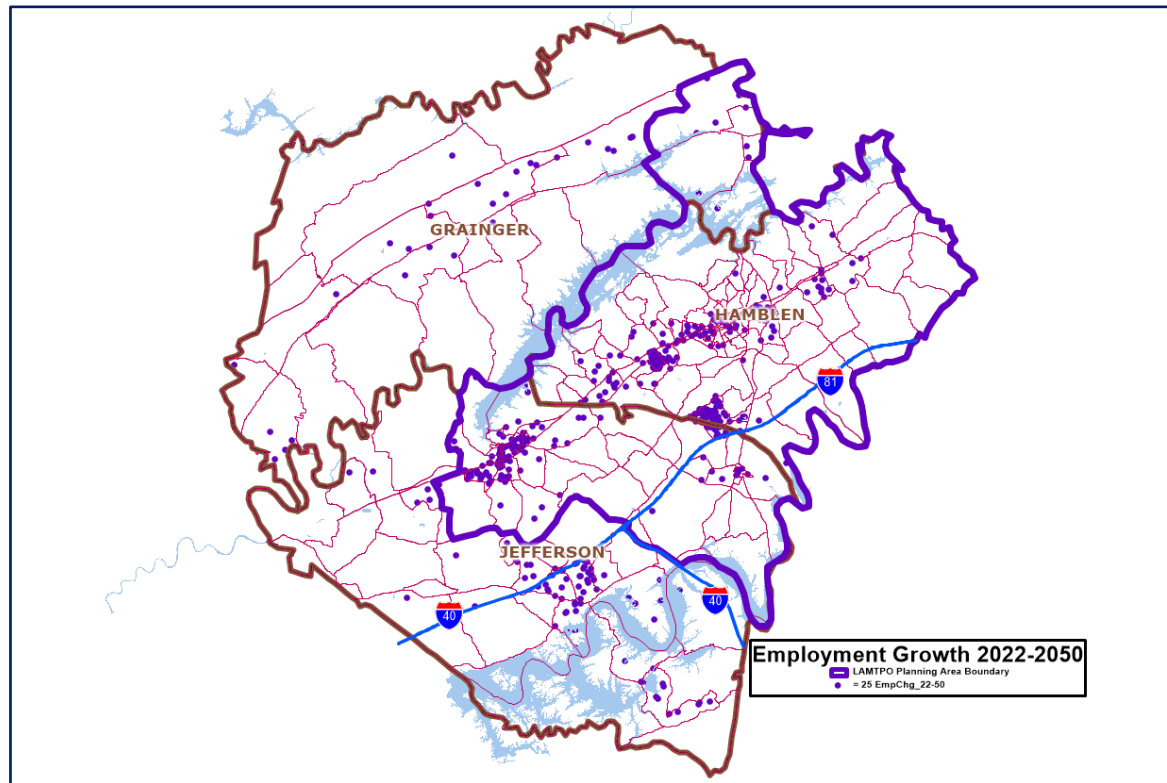 GRAINGER
HAMBLEN
81
JEFFERSON
40
40
Employment Growth 2022-2050
LAMTPO Planning Area Boundary
= 25 EmpChg_22-50